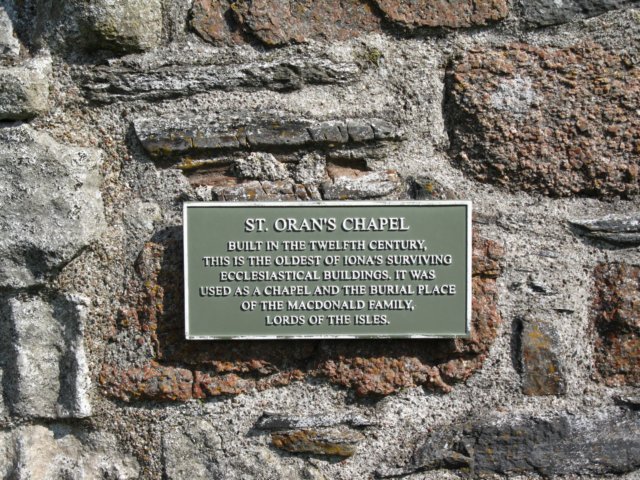 ST. ORAN'S CHAPEL
BUILT IN THE TWELFTH CENTURY,
THIS IS THE OLDEST OF IONA'S SURVIVING
ECCLESIASTICAL BUILDINGS. IT WAS
USED AS A CHAPEL AND THE BURIAL PLACE
OF THE MACDONALD FAMILY,
LORDS OF THE ISLES.